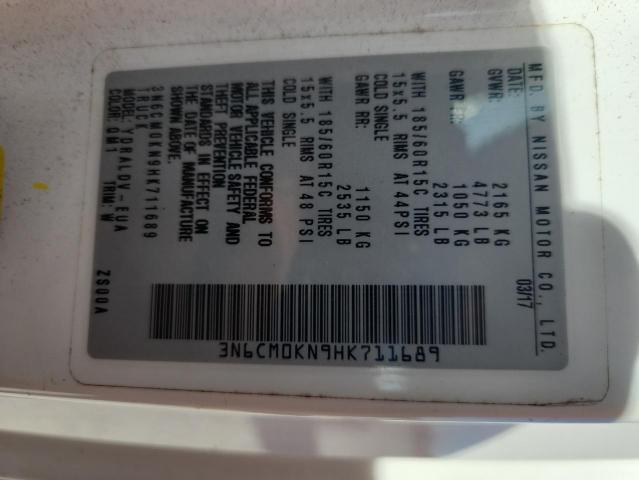 MFD. BY NISSAN MOTOR CO., LTD.
DATE: 03/17
GVWR: 2165 KG
4773 LB
GAWR FR: 1050 KG
2315 LB
WITH 185/60R15C TIRES
15x5.5 RIMS AT 44PSI
COLD SINGLE
GAWR RR: 1150 KG
2535 LB
WITH 185/60R15C TIRES
15x5.5 RIMS AT 48 PSI
COLD SINGLE
THIS VEHICLE CONFORMS TO
ALL APPLICABLE FEDERAL
MOTOR VEHICLE SAFETY AND
THEFT PREVENTION
STANDARDS IN EFFECT ON
THE DATE OF MANUFACTURE
SHOWN ABOVE.
3N6CM0KN9HK711689
TRUCK
YDRALDV-EUA
COLOR: QM1 TRIM: W
ZS00A
3N6CM0KN9HK711689